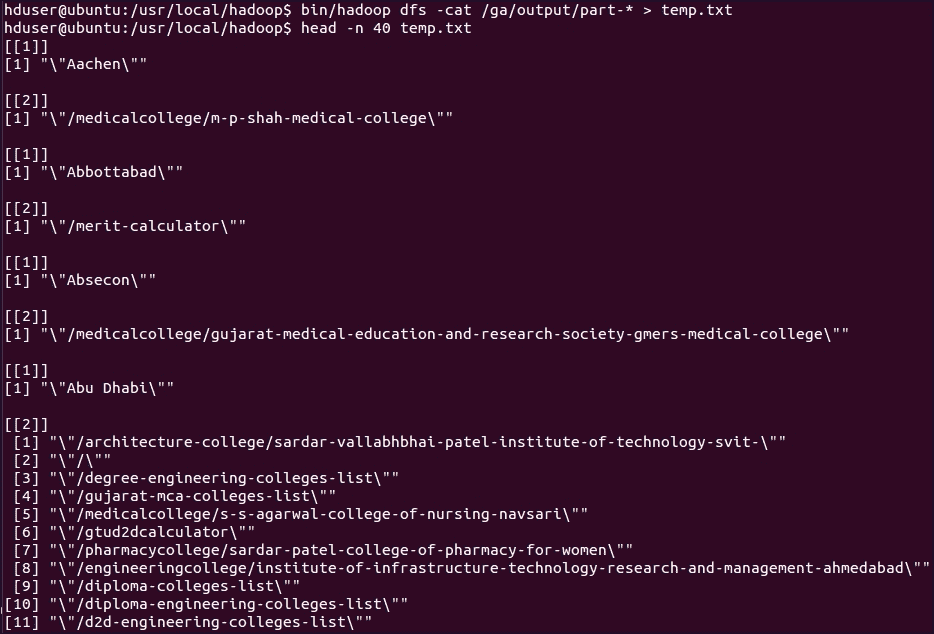 hduser@ubuntu:/usr/local/hadoop$ bin/hadoop dfs -cat /ga/output/part-* > temp.txt
hduser@ubuntu:/usr/local/hadoop$ head -n 40 temp.txt
[[1]]
[1] "\"Aachen\""
[[2]]
[1] "\"/medicalcollege/m-p-shah-medical-college\""
[[1]]
[1] "\"Abbottabad\""
[[2]]
[1] "\"/merit-calculator\""
[[1]]
[1] "\"Absecon\""
[[2]]
[1] "\"/medicalcollege/gujarat-medical-education-and-research-society-gmers-medical-college\""
[[1]]
[1] "\"Abu Dhabi\""
[[2]]
[1] "\"/architecture-college/sardar-vallabhbhai-patel-institute-of-technology-svit-\""
[2] "\"/\""
[3] "\"/degree-engineering-colleges-list\""
[4] "\"/gujarat-mca-colleges-list\""
[5] "\"/medicalcollege/s-s-agarwal-college-of-nursing-navsari\""
[6] "\"/gtud2dcalculator\""
[7] "\"/pharmacycollege/sardar-patel-college-of-pharmacy-for-women\""
[8] "\"/engineeringcollege/institute-of-infrastructure-technology-research-and-management-ahmedabad\""
[9] "\"/diploma-colleges-list\""
[10] "\"/diploma-engineering-colleges-list\""
[11] "\"/d2d-engineering-colleges-list\""